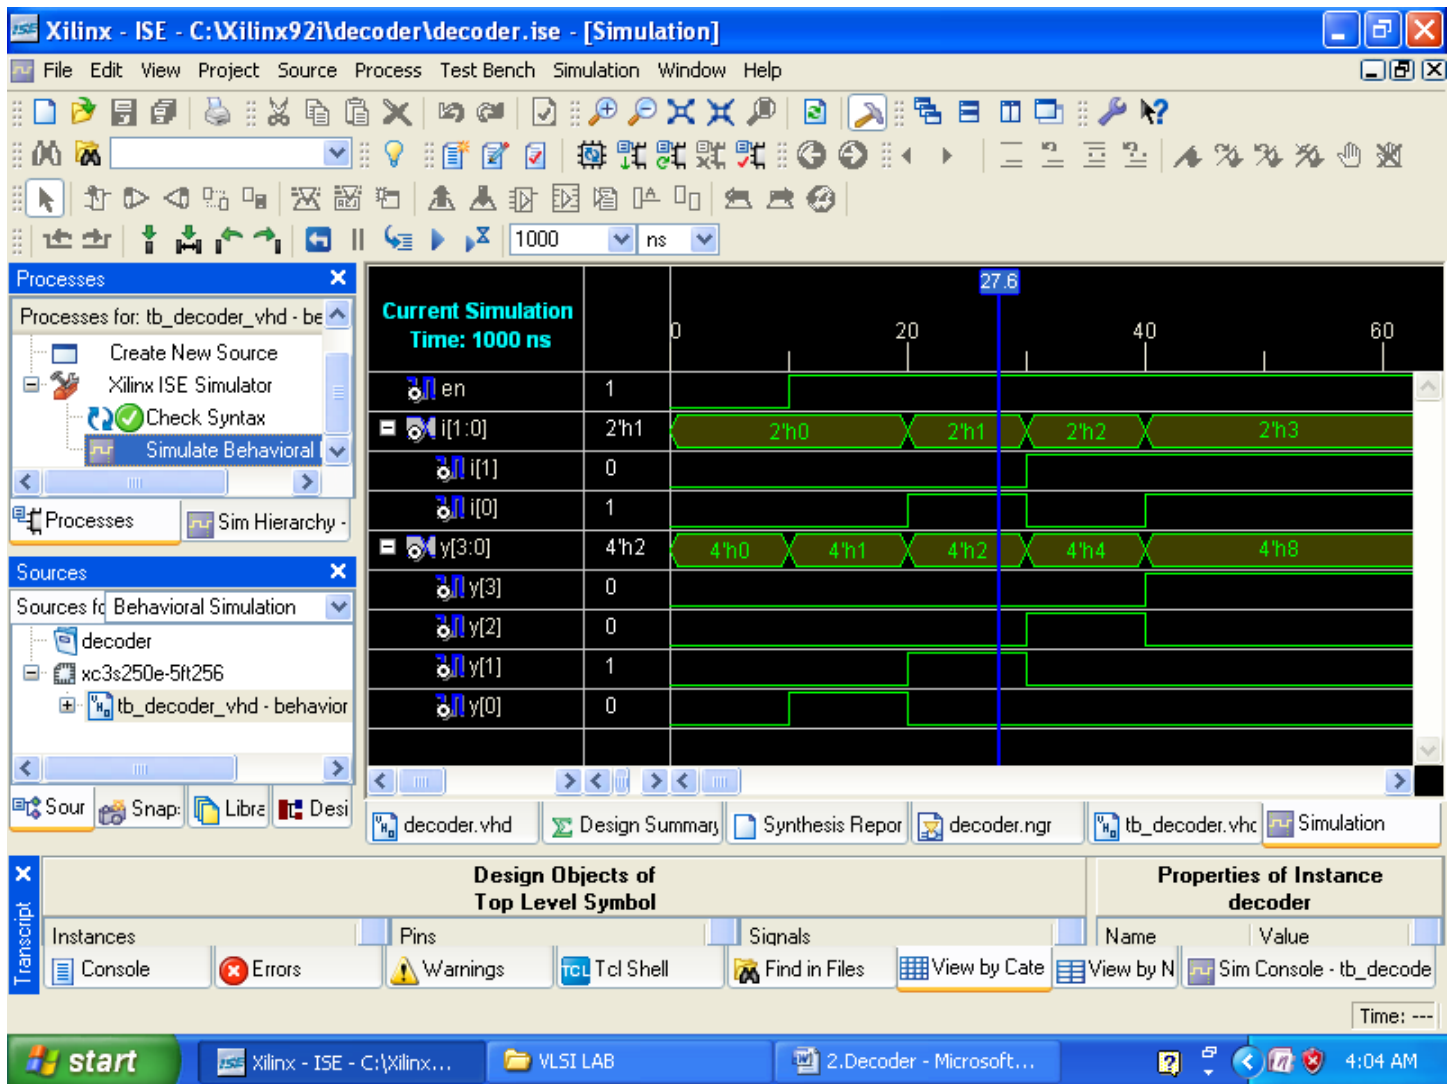 Xilinx - ISE - C:\Xilinx92i\decoder\decoder.ise - [Simulation]
File Edit View Project Source Process Test Bench Simulation Window Help
1000 ns
Processes
Processes for: tb_decoder_vhd - be
Create New Source
Xilinx ISE Simulator
Check Syntax
Simulate Behavioral
Processes
Sim Hierarchy -
Sources
Sources fo Behavioral Simulation
decoder
xc3s250e-5ft256
tb_decoder_vhd - behavior
Sour Snap: Libra Desi
27.6
Current Simulation
Time: 1000 ns
0 20 40 60
en 1
i[1:0] 2'h1 2'h0 2'h1 2'h2 2'h3
i[1] 0
i[0] 1
y[3:0] 4'h2 4'h0 4'h1 4'h2 4'h4 4'h8
y[3] 0
y[2] 0
y[1] 1
y[0] 0
decoder.vhd Design Summary Synthesis Repor decoder.ngr tb_decoder.vhc Simulation
Transcript
Design Objects of
Top Level Symbol
Properties of Instance
decoder
Instances Pins Signals Name Value
Console Errors Warnings TCL Tcl Shell Find in Files View by Cate View by N Sim Console - tb_decode
Time: ---
start ISE Xilinx - ISE - C:\Xilinx... VLSI LAB 2.Decoder - Microsoft... 4:04 AM